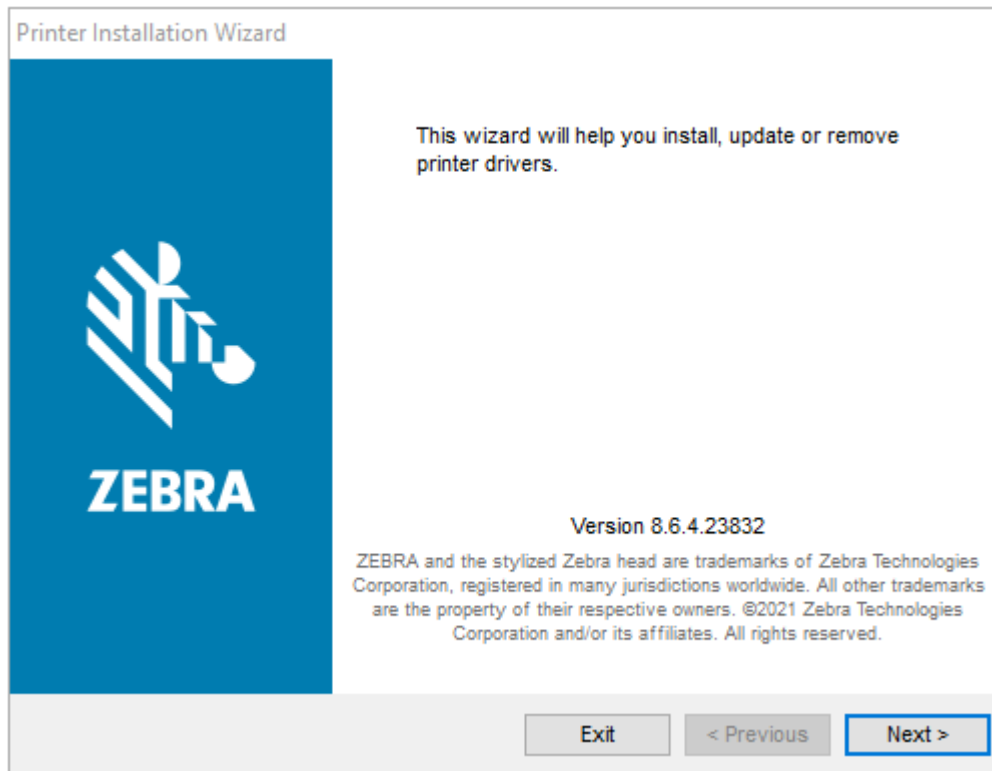 Printer Installation Wizard
This wizard will help you install, update or remove
printer drivers.
ZEBRA
Version 8.6.4.23832
ZEBRA and the stylized Zebra head are trademarks of Zebra Technologies
Corporation, registered in many jurisdictions worldwide. All other trademarks
are the property of their respective owners. ©2021 Zebra Technologies
Corporation and/or its affiliates. All rights reserved.
Exit
< Previous
Next >